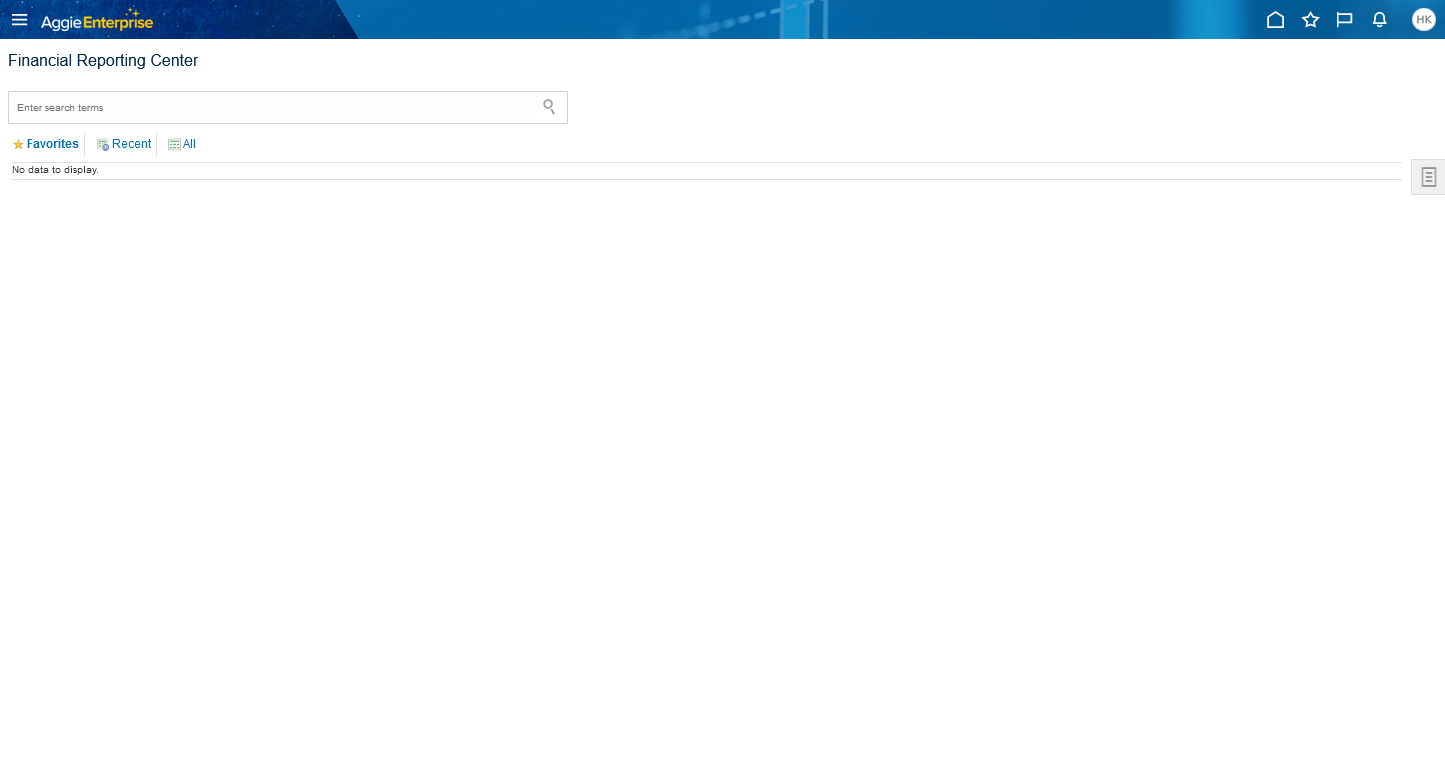 AggieEnterprise
HK
Financial Reporting Center
Enter search terms
Favorites Recent All
No data to display.